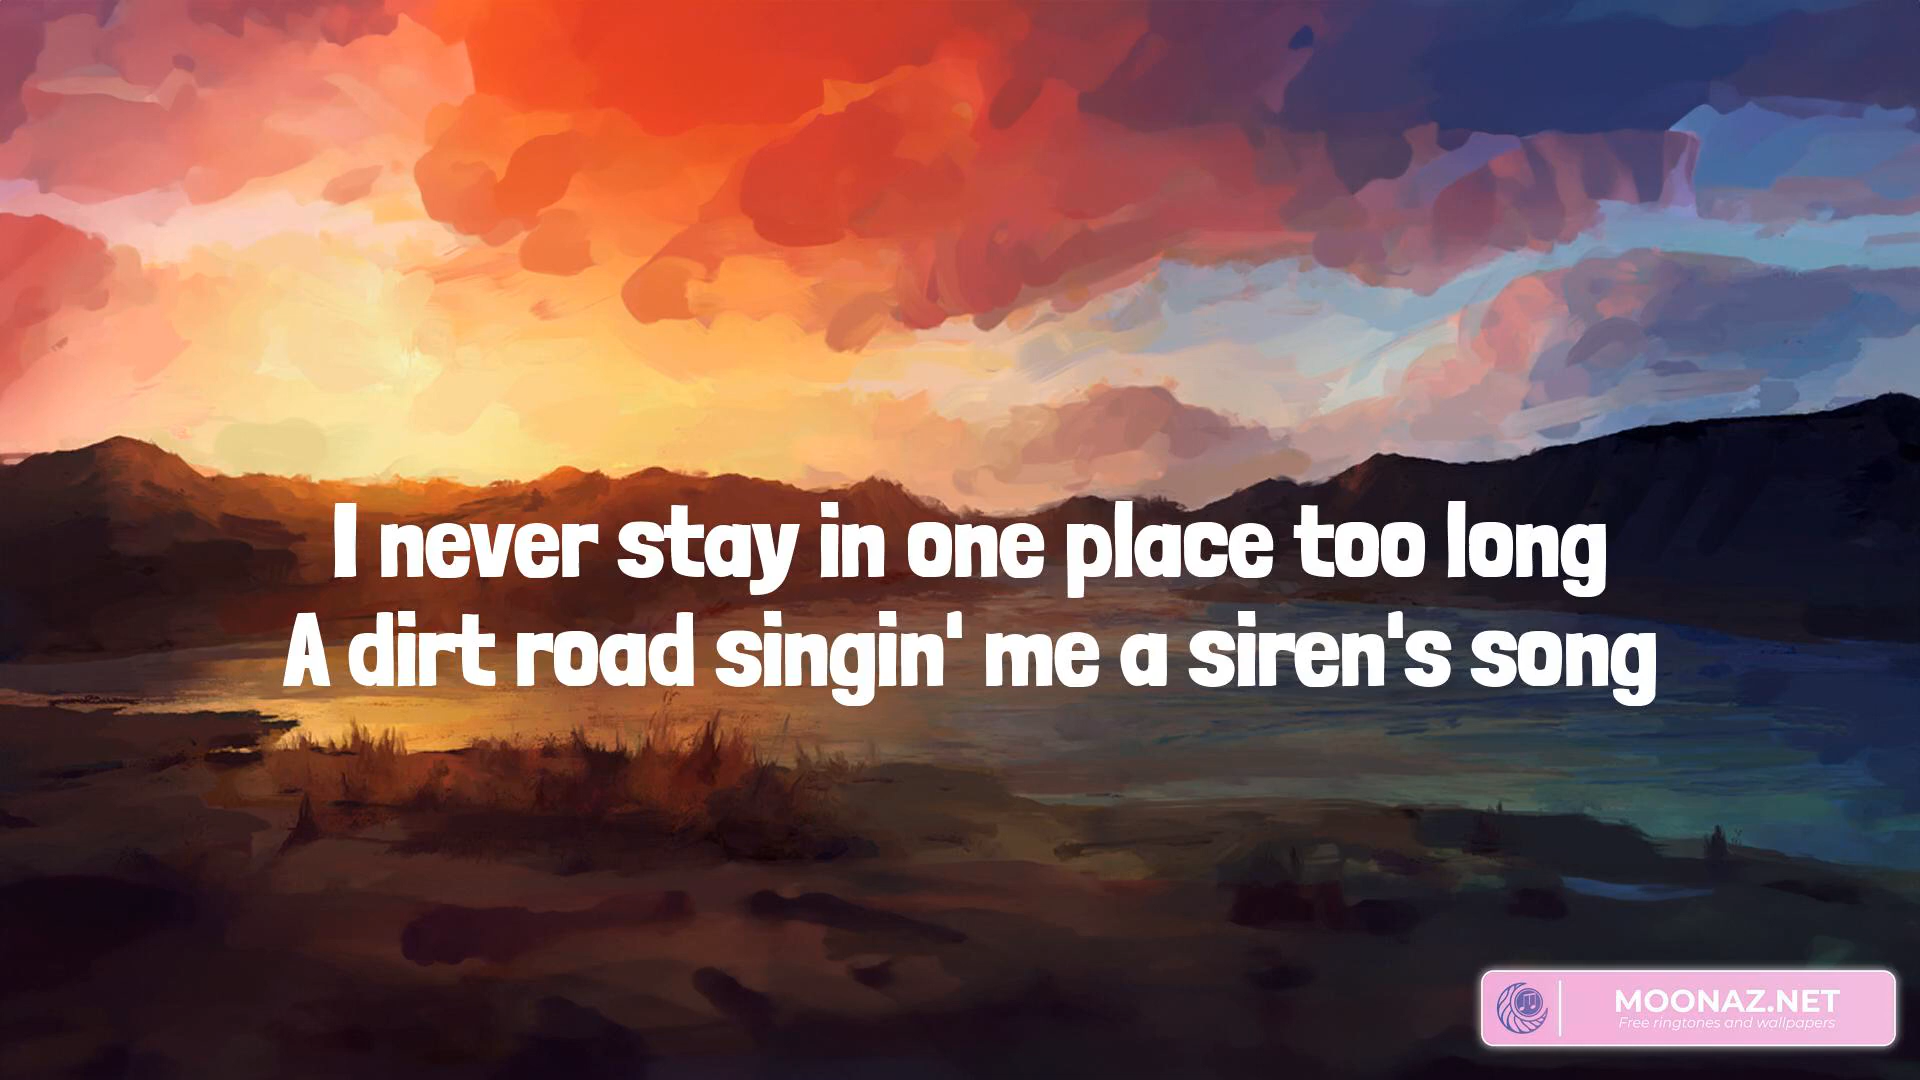 I never stay in one place too long
A dirt road singin' me a siren's song
MOONAZ.NET
Free ringtones and wallpapers